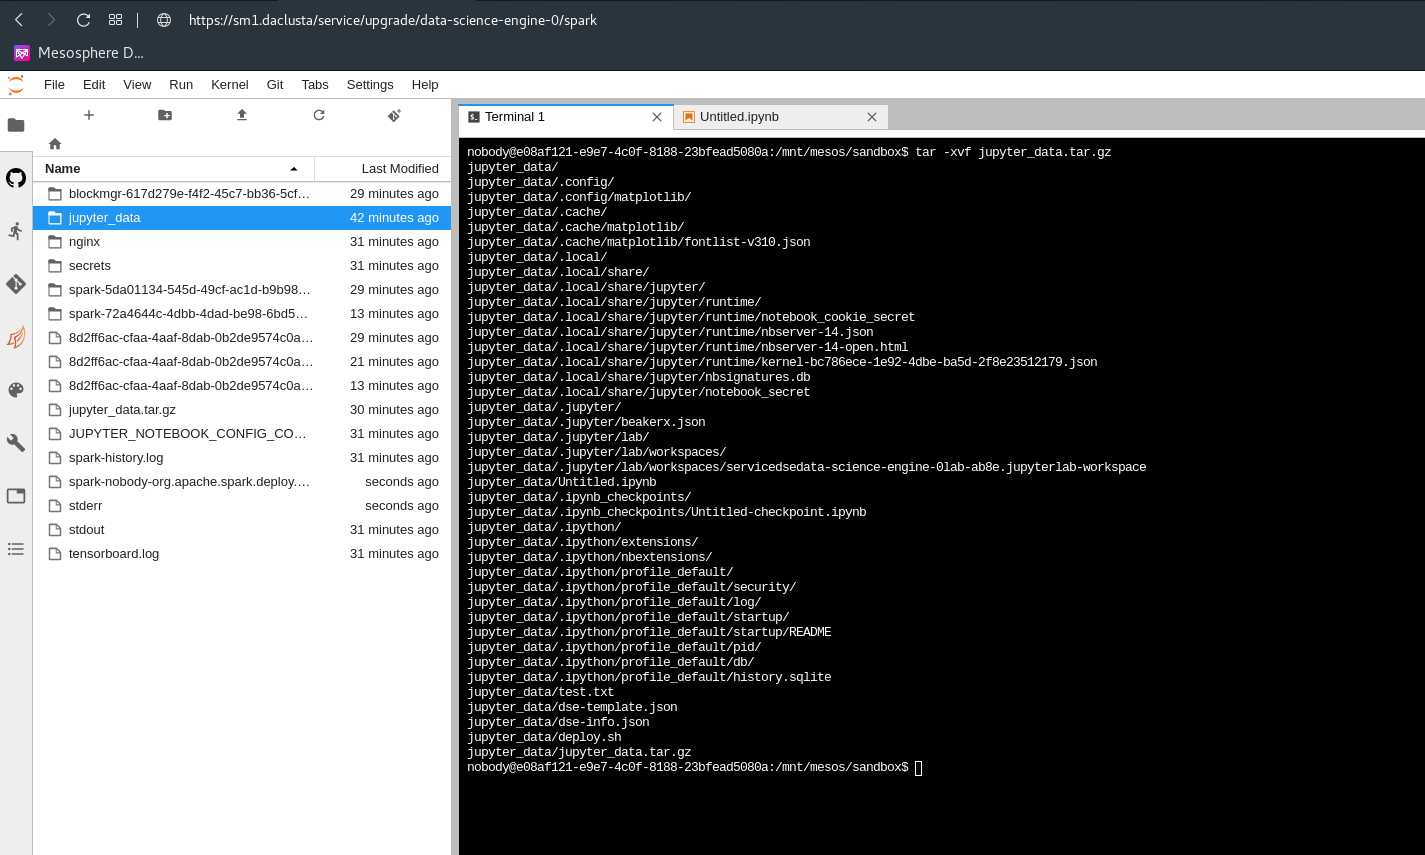 https://sm1.daclusta/service/upgrade/data-science-engine-0/spark
Mesosphere D...
File Edit View Run Kernel Git Tabs Settings Help
Name Last Modified
blockmgr-617d279e-f4f2-45c7-bb36-5cf... 29 minutes ago
jupyter_data 42 minutes ago
nginx 31 minutes ago
secrets 31 minutes ago
spark-5da01134-545d-49cf-ac1d-b9b98... 29 minutes ago
spark-72a4644c-4dbb-4dad-be98-6bd5... 13 minutes ago
8d2ff6ac-cfaa-4aaf-8dab-0b2de9574c0a... 29 minutes ago
8d2ff6ac-cfaa-4aaf-8dab-0b2de9574c0a... 21 minutes ago
8d2ff6ac-cfaa-4aaf-8dab-0b2de9574c0a... 13 minutes ago
jupyter_data.tar.gz 30 minutes ago
JUPYTER_NOTEBOOK_CONFIG_CO... 31 minutes ago
spark-history.log 31 minutes ago
spark-nobody-org.apache.spark.deploy.... seconds ago
stderr seconds ago
stdout 31 minutes ago
tensorboard.log 31 minutes ago
Terminal 1 Untitled.ipynb
nobody@e08af121-e9e7-4c0f-8188-23bfead5080a:/mnt/mesos/sandbox$ tar -xvf jupyter_data.tar.gz
jupyter_data/
jupyter_data/.config/
jupyter_data/.config/matplotlib/
jupyter_data/.cache/
jupyter_data/.cache/matplotlib/
jupyter_data/.cache/matplotlib/fontlist-v310.json
jupyter_data/.local/
jupyter_data/.local/share/
jupyter_data/.local/share/jupyter/
jupyter_data/.local/share/jupyter/runtime/
jupyter_data/.local/share/jupyter/runtime/notebook_cookie_secret
jupyter_data/.local/share/jupyter/runtime/nbserver-14.json
jupyter_data/.local/share/jupyter/runtime/nbserver-14-open.html
jupyter_data/.local/share/jupyter/runtime/kernel-bc786ece-1e92-4dbe-ba5d-2f8e23512179.json
jupyter_data/.local/share/jupyter/nbsignatures.db
jupyter_data/.local/share/jupyter/notebook_secret
jupyter_data/.jupyter/
jupyter_data/.jupyter/beakerx.json
jupyter_data/.jupyter/lab/
jupyter_data/.jupyter/lab/workspaces/
jupyter_data/.jupyter/lab/workspaces/servicedsedata-science-engine-0lab-ab8e.jupyterlab-workspace
jupyter_data/Untitled.ipynb
jupyter_data/.ipynb_checkpoints/
jupyter_data/.ipynb_checkpoints/Untitled-checkpoint.ipynb
jupyter_data/.ipython/
jupyter_data/.ipython/extensions/
jupyter_data/.ipython/nbextensions/
jupyter_data/.ipython/profile_default/
jupyter_data/.ipython/profile_default/security/
jupyter_data/.ipython/profile_default/log/
jupyter_data/.ipython/profile_default/startup/
jupyter_data/.ipython/profile_default/startup/README
jupyter_data/.ipython/profile_default/pid/
jupyter_data/.ipython/profile_default/db/
jupyter_data/.ipython/profile_default/history.sqlite
jupyter_data/test.txt
jupyter_data/dse-template.json
jupyter_data/dse-info.json
jupyter_data/deploy.sh
jupyter_data/jupyter_data.tar.gz
nobody@e08af121-e9e7-4c0f-8188-23bfead5080a:/mnt/mesos/sandbox$